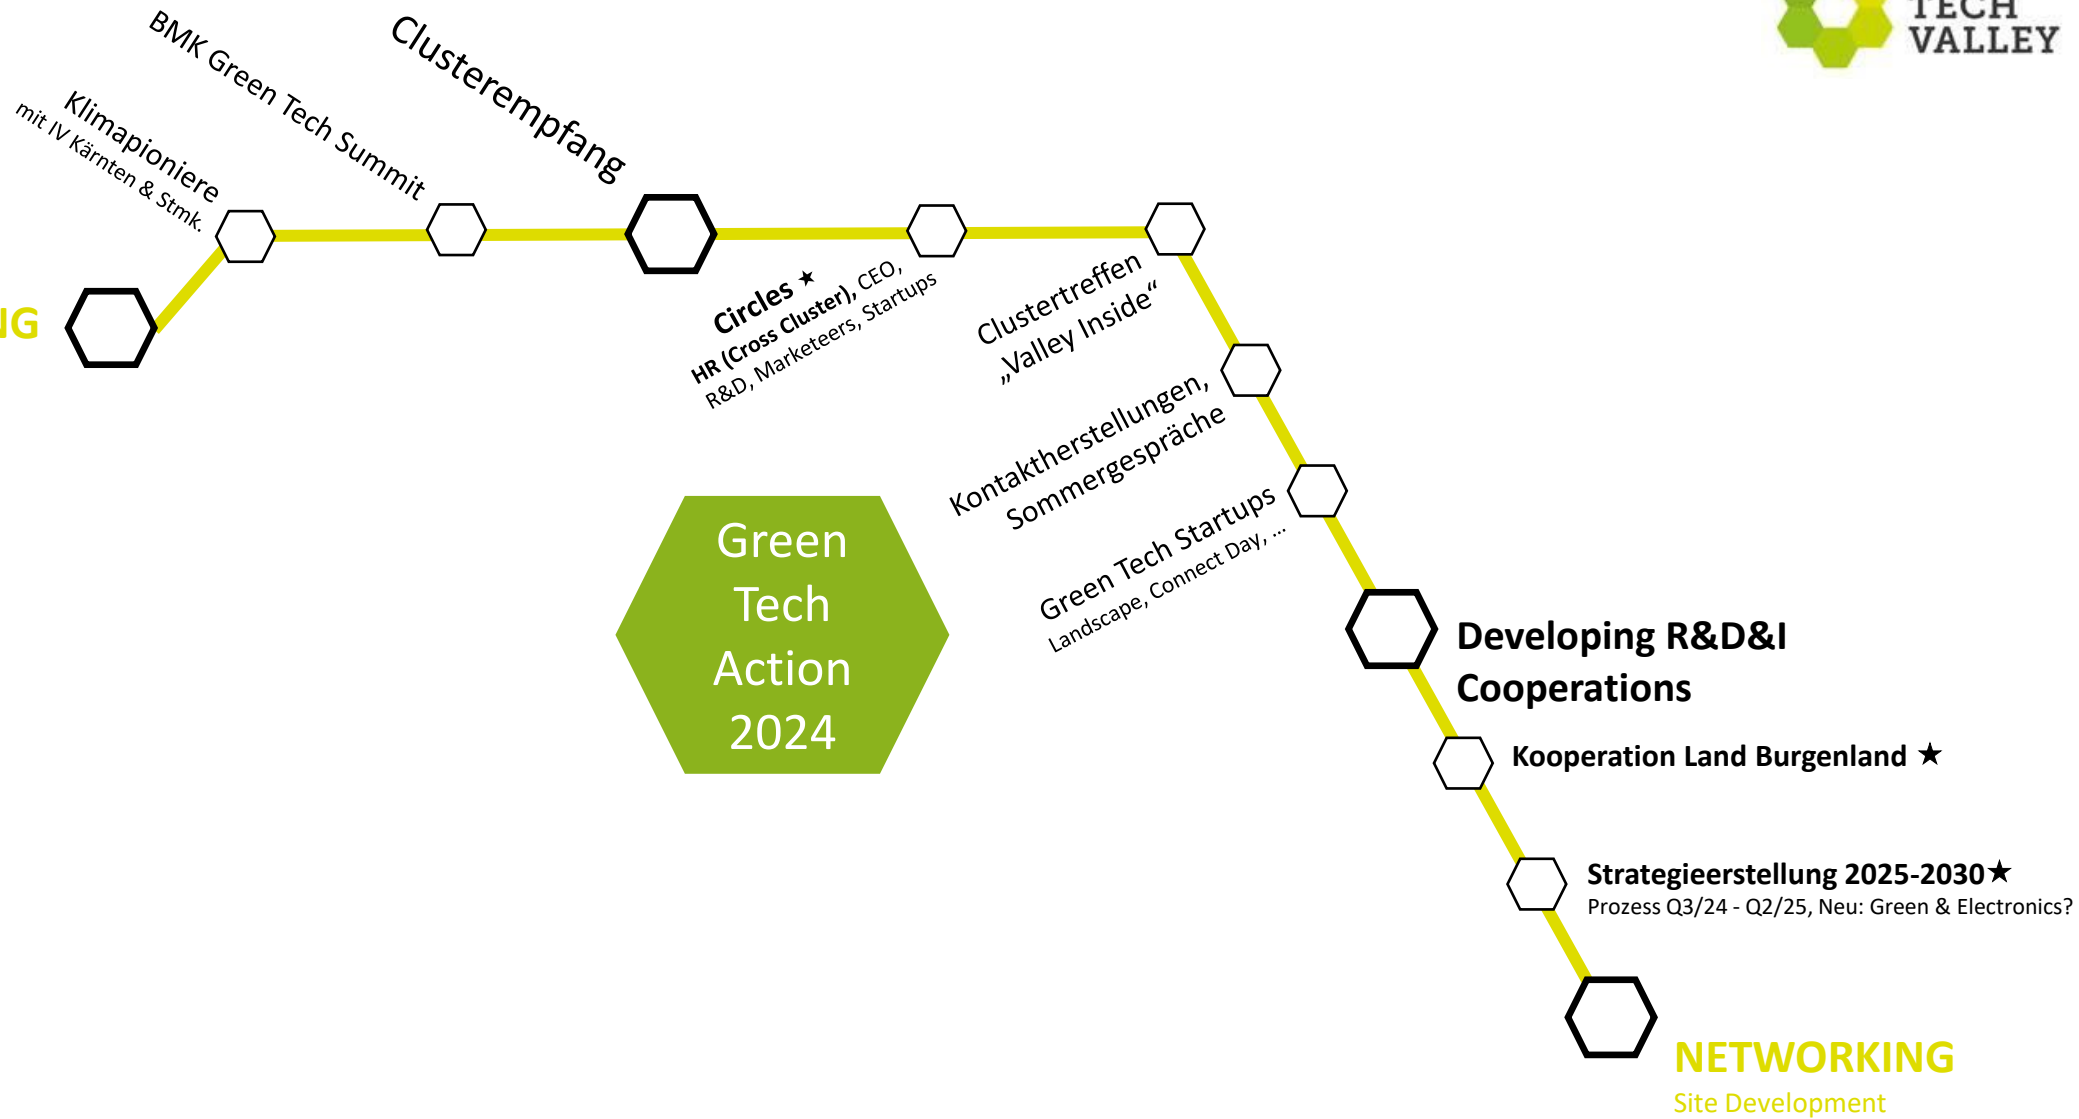 TECH
VALLEY
BMK Green Tech Summit
Clusterempfang
Klimapioniere
mit IV Kärnten & Stmk.
Circles ★
HR (Cross Cluster), CEO,
R&D, Marketeers, Startups
Clustertreffen
„Valley Inside“
Kontaktherstellungen,
Sommergespräche
Green Tech Startups
Landscape, Connect Day, ...
Green
Tech
Action
2024
Developing R&D&I
Cooperations
Kooperation Land Burgenland ★
Strategieerstellung 2025-2030★
Prozess Q3/24 - Q2/25, Neu: Green & Electronics?
NETWORKING
Site Development